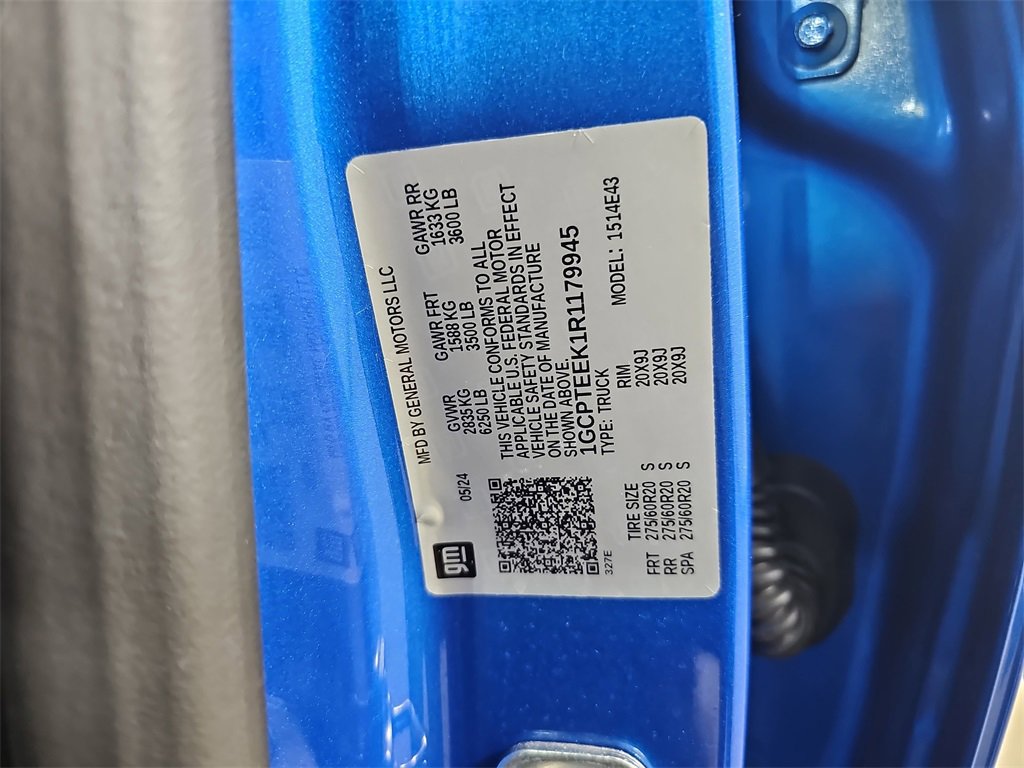 gm
MFD BY GENERAL MOTORS LLC
05/24
GVWR GAWR FRT GAWR RR
2835 KG 1588 KG 1633 KG
6250 LB 3500 LB 3600 LB
THIS VEHICLE CONFORMS TO ALL
APPLICABLE U.S. FEDERAL MOTOR
VEHICLE SAFETY STANDARDS IN EFFECT
ON THE DATE OF MANUFACTURE
SHOWN ABOVE.
1GCPTEEK1R1179945
TYPE: TRUCK MODEL: 1514E43
327E
TIRE SIZE RIM
FRT 275/60R20 S 20X9J
RR 275/60R20 S 20X9J
SPA 275/60R20 S 20X9J